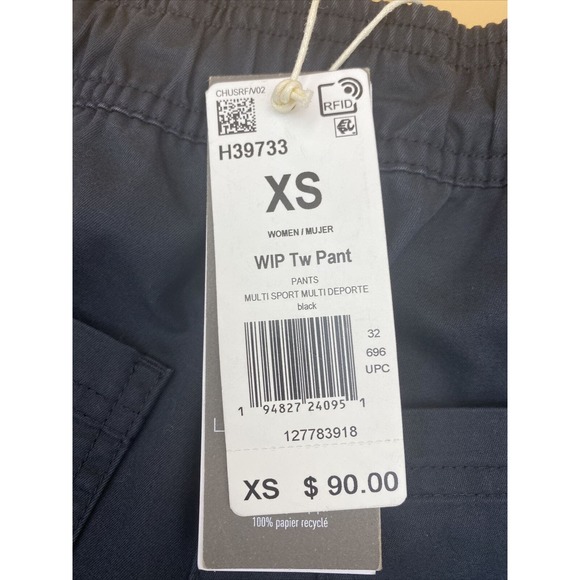 CHUSRF/V02
RFID
H39733
XS
WOMEN / MUJER
WIP Tw Pant
PANTS
MULTI SPORT MULTI DEPORTE
black
32
696
UPC
1 94827 24095 1
127783918
XS $ 90.00
100% papier recyclé